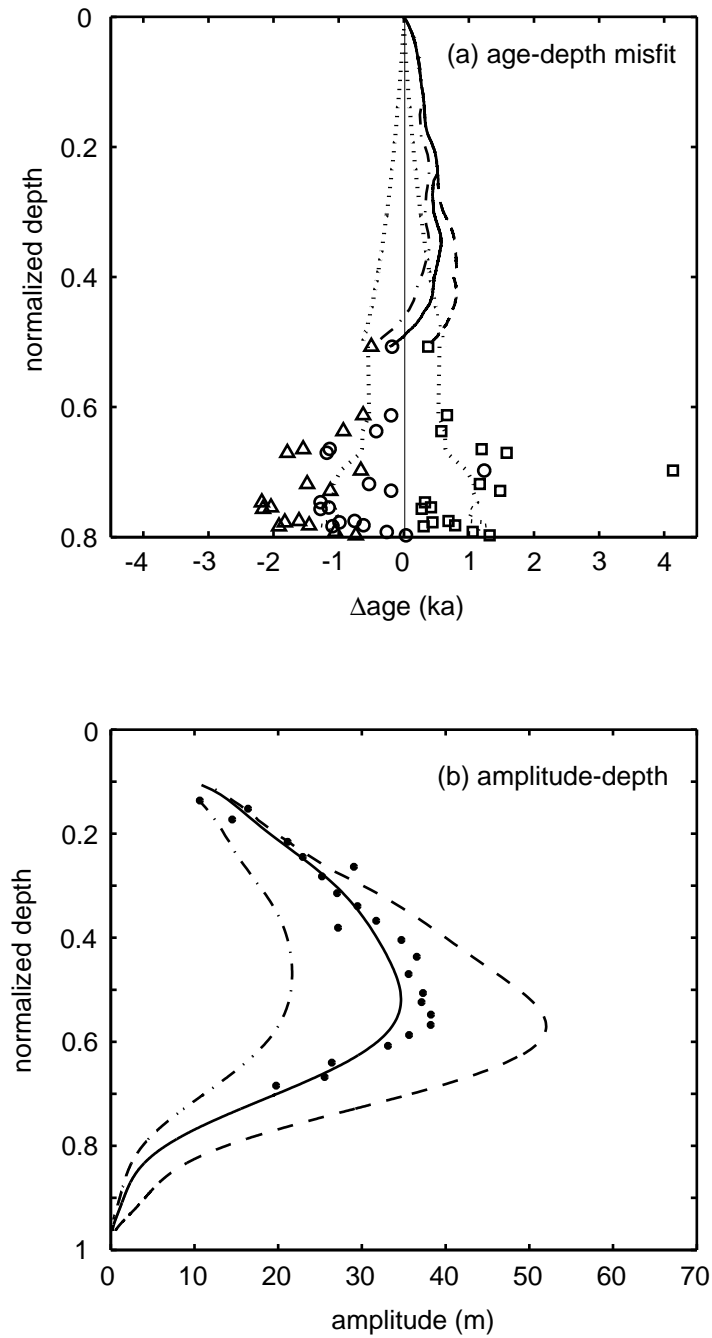 0
(a) age-depth misfit
0.2
0.4
0.6
0.8
normalized depth
-4 -3 -2 -1 0 1 2 3 4
Δage (ka)
0
(b) amplitude-depth
0.2
0.4
0.6
0.8
1
normalized depth
0 10 20 30 40 50 60 70
amplitude (m)